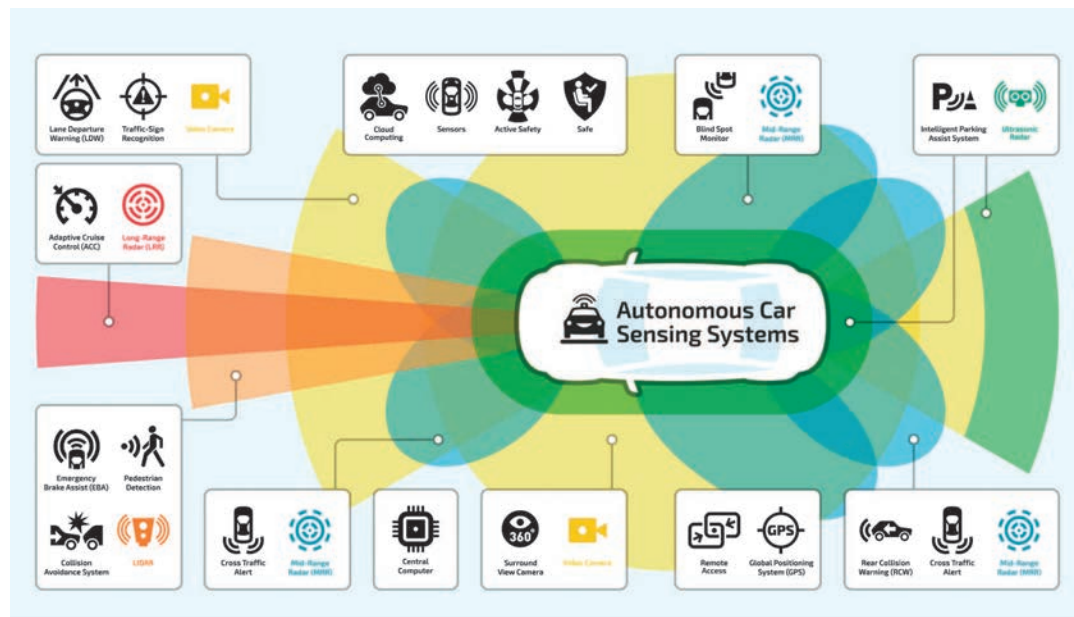 Lane Departure
Warning (LDW)
Traffic-Sign
Recognition
Video Camera
Cloud
Computing
Sensors
Active Safety
Safe
Blind Spot
Monitor
Mid-Range
Radar (MRR)
Intelligent Parking
Assist System
Ultrasonic
Radar
Adaptive Cruise
Control (ACC)
Long-Range
Radar (LRR)
Autonomous Car
Sensing Systems
Emergency
Brake Assist (EBA)
Pedestrian
Detection
Collision
Avoidance System
LIDAR
Cross Traffic
Alert
Mid-Range
Radar (MRR)
Central
Computer
360°
Surround
View Camera
Video Camera
Remote
Access
GPS
Global Positioning
System (GPS)
Rear Collision
Warning (RCW)
Cross Traffic
Alert
Mid-Range
Radar (MRR)